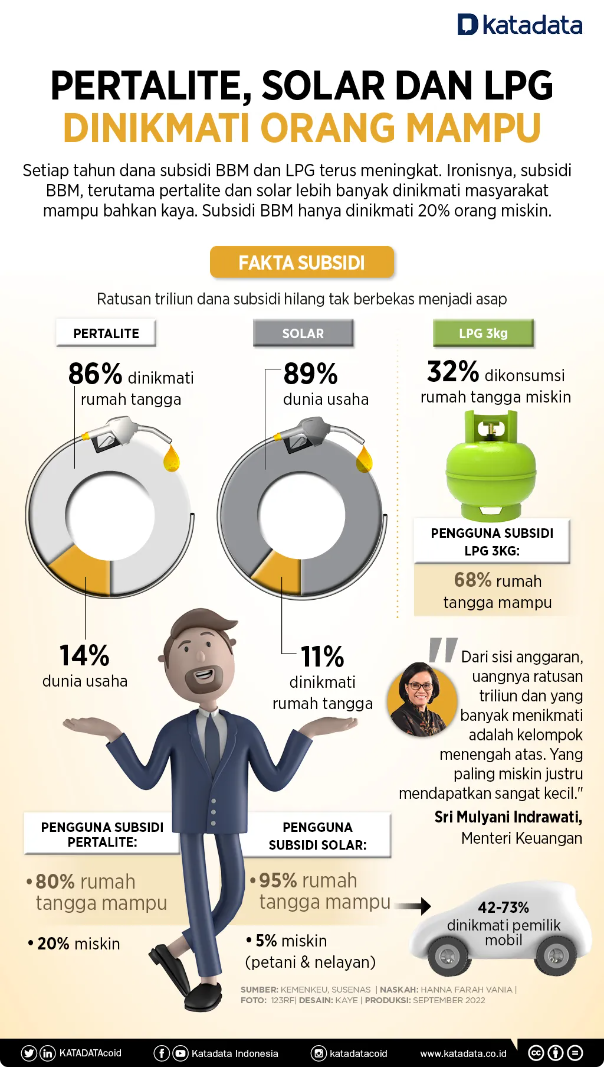 katadata
PERTALITE, SOLAR DAN LPG
DINIKMATI ORANG MAMPU
Setiap tahun dana subsidi BBM dan LPG terus meningkat. Ironisnya, subsidi
BBM, terutama pertalite dan solar lebih banyak dinikmati masyarakat
mampu bahkan kaya. Subsidi BBM hanya dinikmati 20% orang miskin.
FAKTA SUBSIDI
Ratusan triliun dana subsidi hilang tak berbekas menjadi asap
PERTALITE
86% dinikmati
rumah tangga
14%
dunia usaha
SOLAR
89%
dunia usaha
11%
dinikmati
rumah tangga
LPG 3kg
32% dikonsumsi
rumah tangga miskin
PENGGUNA SUBSIDI
LPG 3KG:
68% rumah
tangga mampu
"Dari sisi anggaran,
uangnya ratusan
triliun dan yang
banyak menikmati
adalah kelompok
menengah atas. Yang
paling miskin justru
mendapatkan sangat kecil."
Sri Mulyani Indrawati,
Menteri Keuangan
PENGGUNA SUBSIDI
PERTALITE:
• 80% rumah
tangga mampu
• 20% miskin
PENGGUNA
SUBSIDI SOLAR:
• 95% rumah
tangga mampu
• 5% miskin
(petani & nelayan)
42-73%
dinikmati pemilik
mobil
SUMBER: KEMENKEU, SUSENAS | NASKAH: HANNA FARAH VANIA |
FOTO: 123RF| DESAIN: KAYE | PRODUKSI: SEPTEMBER 2022
KATADATAcoid
Katadata Indonesia
katadatacoid
www.katadata.co.id